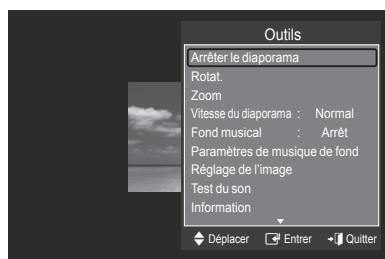 Outils
Arrêter le diaporama
Rotat.
Zoom
Vitesse du diaporama : Normal
Fond musical : Arrêt
Paramètres de musique de fond
Réglage de l'image
Test du son
Information
Déplacer Entrer Quitter